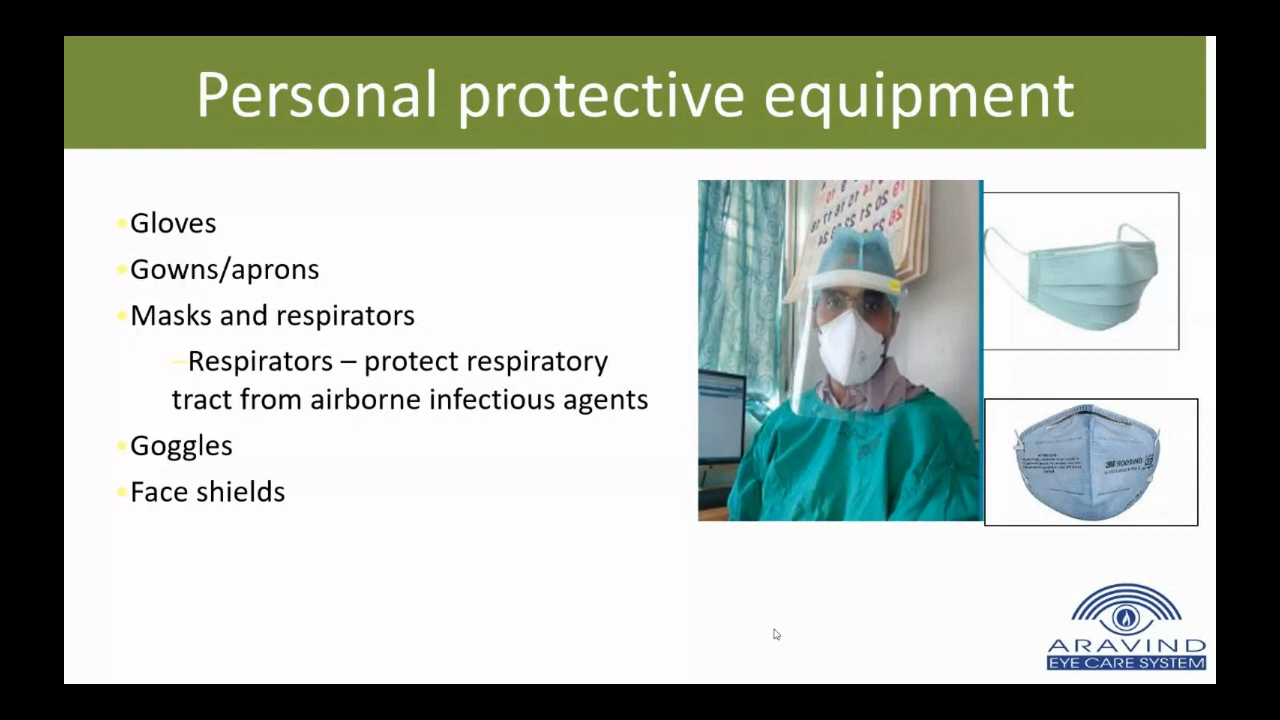 Personal protective equipment
•Gloves
•Gowns/aprons
•Masks and respirators
–Respirators – protect respiratory
tract from airborne infectious agents
•Goggles
•Face shields
ARAVIND
EYE CARE SYSTEM